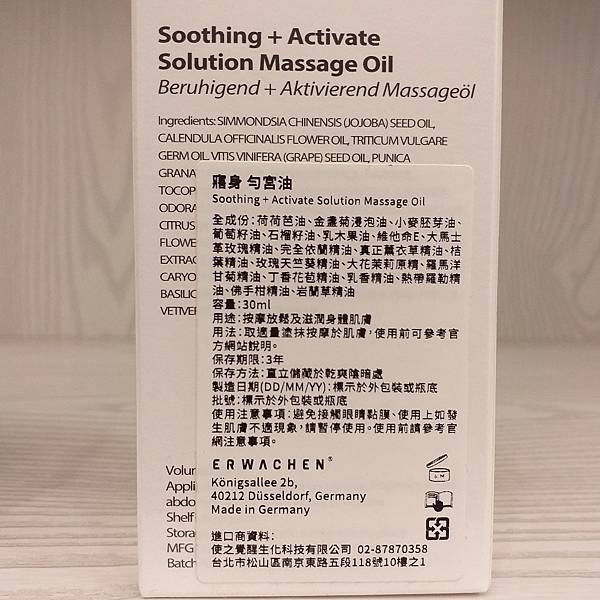 Soothing + Activate
Solution Massage Oil
Beruhigend + Aktivierend Massageöl
Ingredients: SIMMONDSIA CHINENSIS (JOJOBA) SEED OIL,
CALENDULA OFFICINALIS FLOWER OIL, TRITICUM VULGARE
GERM OIL. VITIS VINIFERA (GRAPE) SEED OIL, PUNICA
GRANA
TOCOP
ODORA
CITRUS
FLOWE
EXTRAC
CARYO
BASILIC
VETIVER
寤身 勻宮油
Soothing + Activate Solution Massage Oil
全成份：荷荷芭油、金盞菊浸泡油、小麥胚芽油、
葡萄籽油、石榴籽油、乳木果油、維他命E、大馬士
革玫瑰精油、完全依蘭精油、真正薰衣草精油、桔
葉精油、玫瑰天竺葵精油、大花茉莉原精、羅馬洋
甘菊精油、丁香花苞精油、乳香精油、熱帶羅勒精
油、佛手柑精油、岩蘭草精油
容量：30ml
用途：按摩放鬆及滋潤身體肌膚
用法：取適量塗抹按摩於肌膚，使用前可參考官
方網站說明。
保存期限：3年
保存方法：直立儲藏於乾爽陰暗處
製造日期(DD/MM/YY)：標示於外包裝或瓶底
批號：標示於外包裝或瓶底
使用注意事項：避免接觸眼睛黏膜、使用上如發
生肌膚不適現象，請暫停使用。使用前請參考官
網注意事項。
ERWACHEN®
Königsallee 2b,
40212 Düsseldorf, Germany
Made in Germany
進口商資料：
使之覺醒生化科技有限公司 02-87870358
台北市松山區南京東路五段118號10樓之1
Volum
Appli
abdo
Shelf
Stora
MFG
Batch